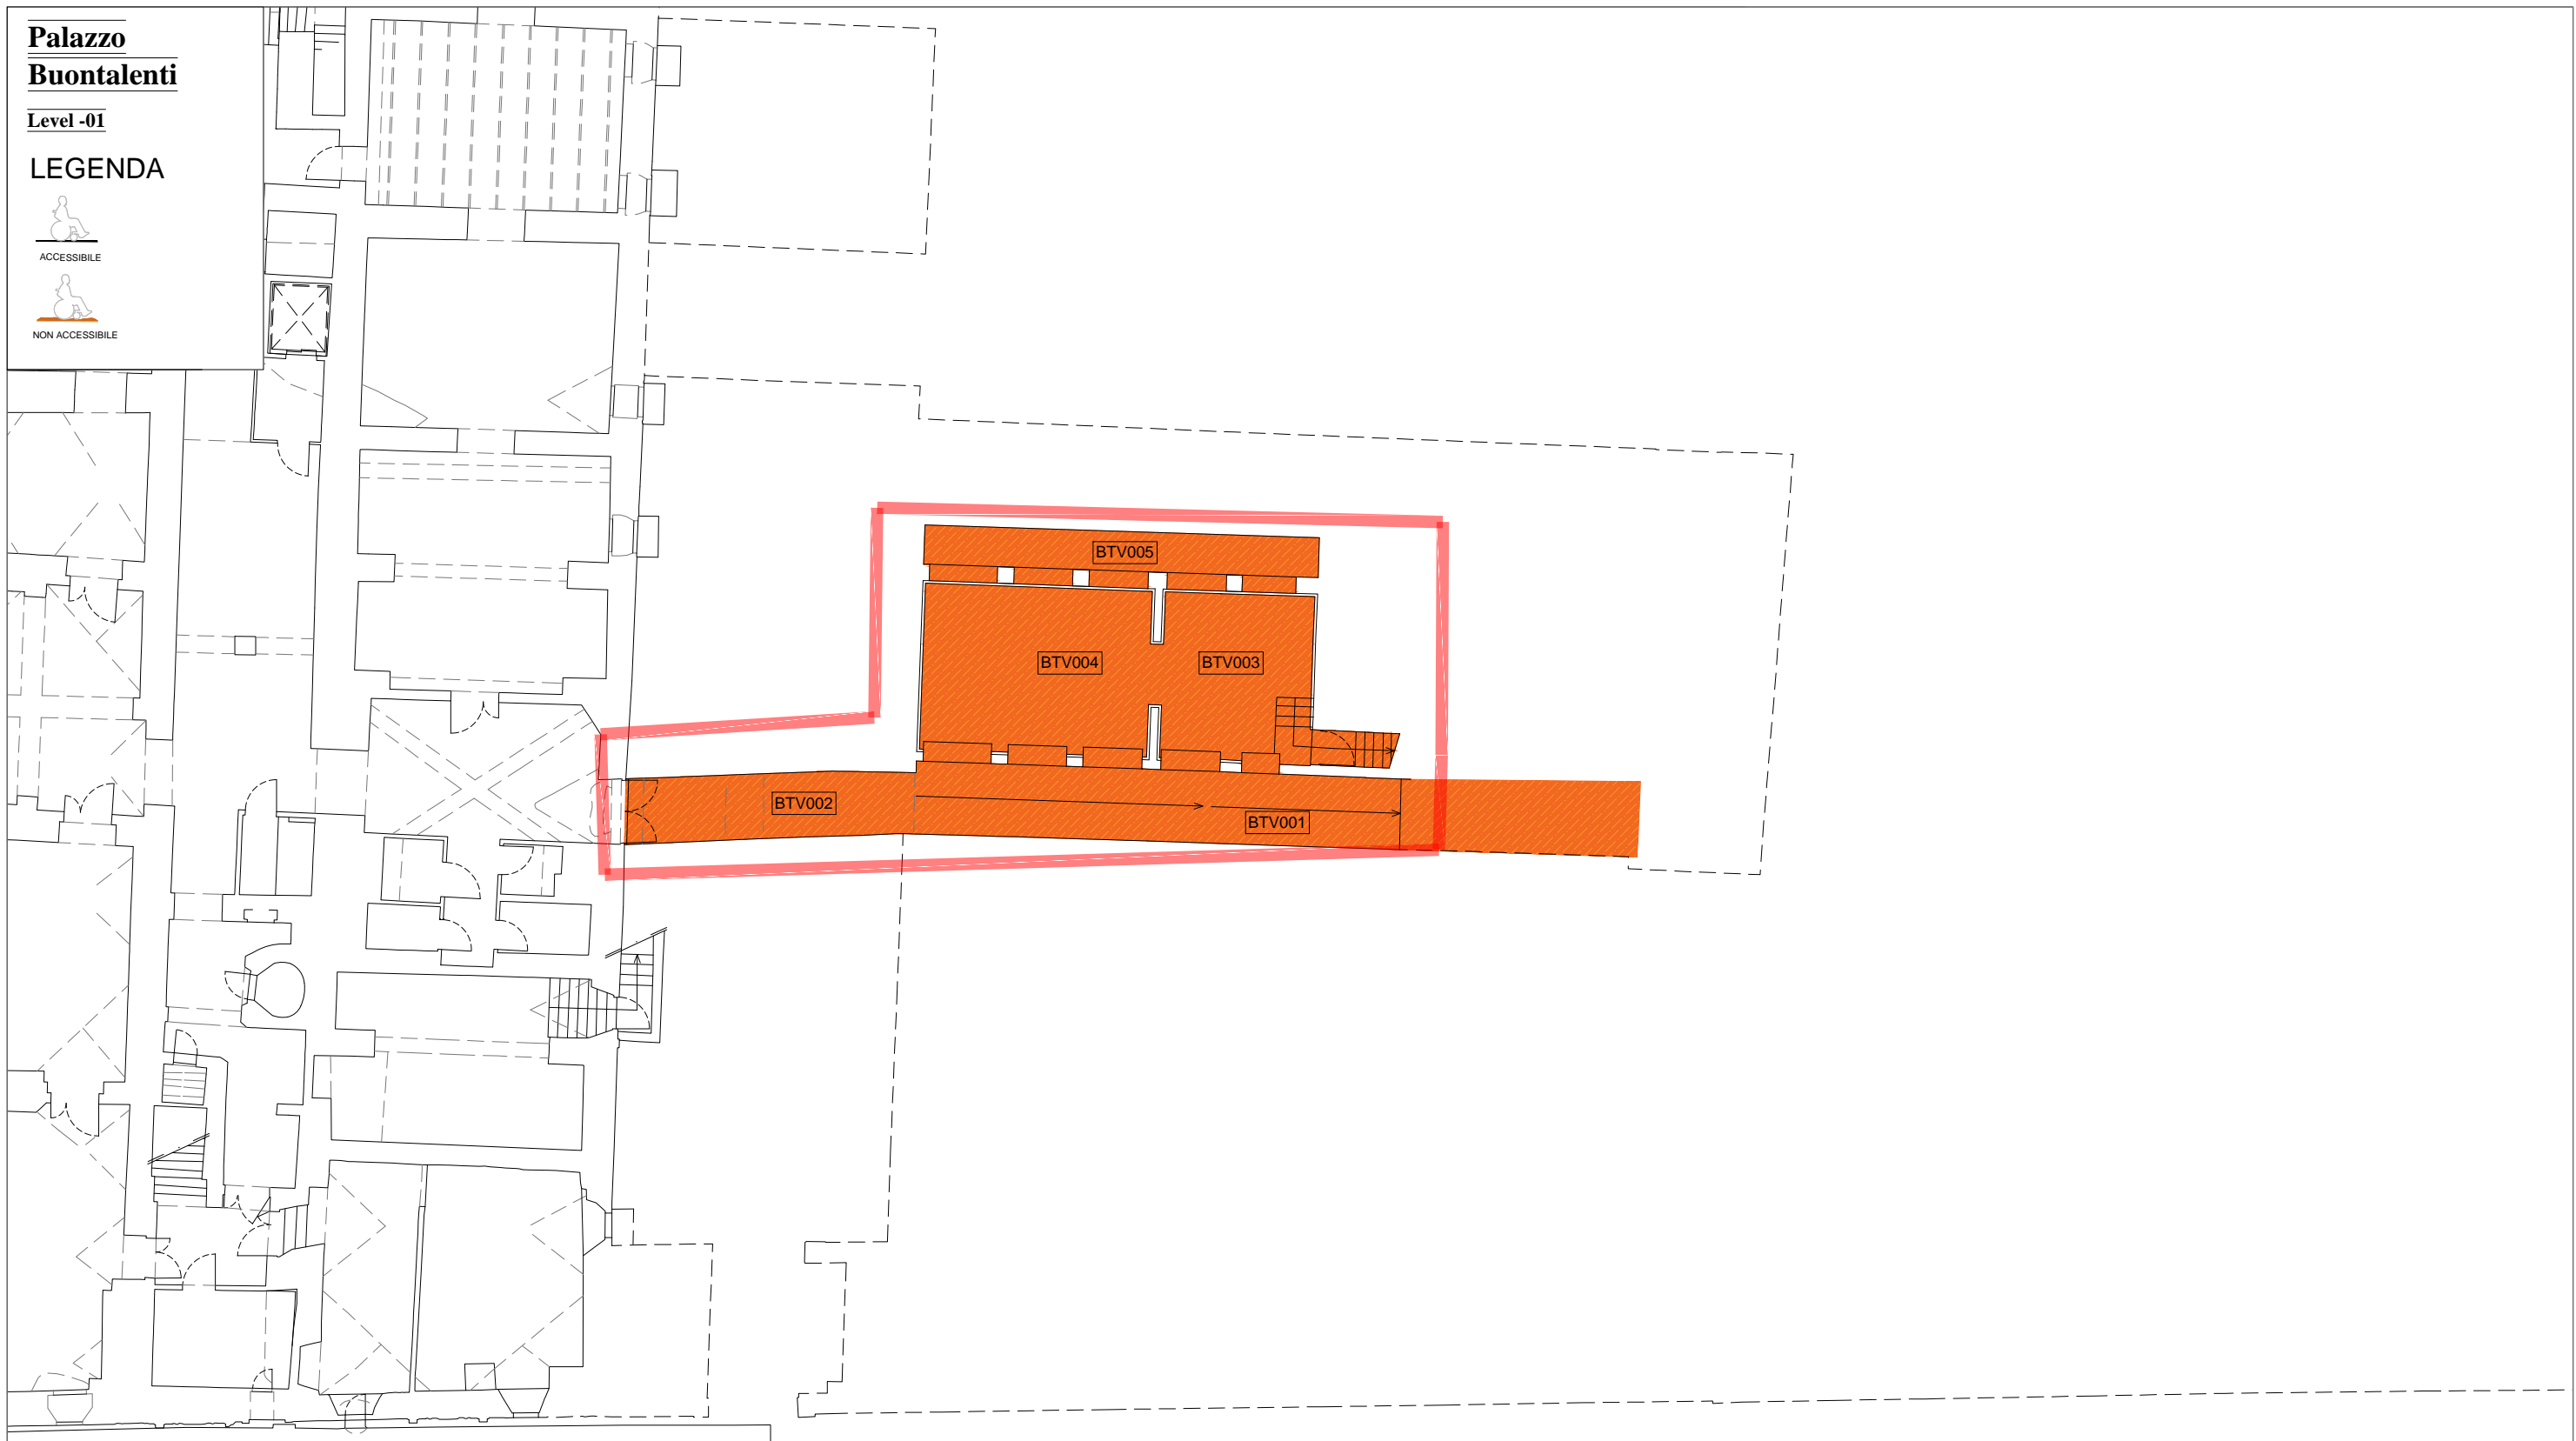 Palazzo
Buontalenti
Level -01
LEGENDA
ACCESSIBILE
NON ACCESSIBILE
BTV005
BTV004
BTV003
BTV002
BTV001